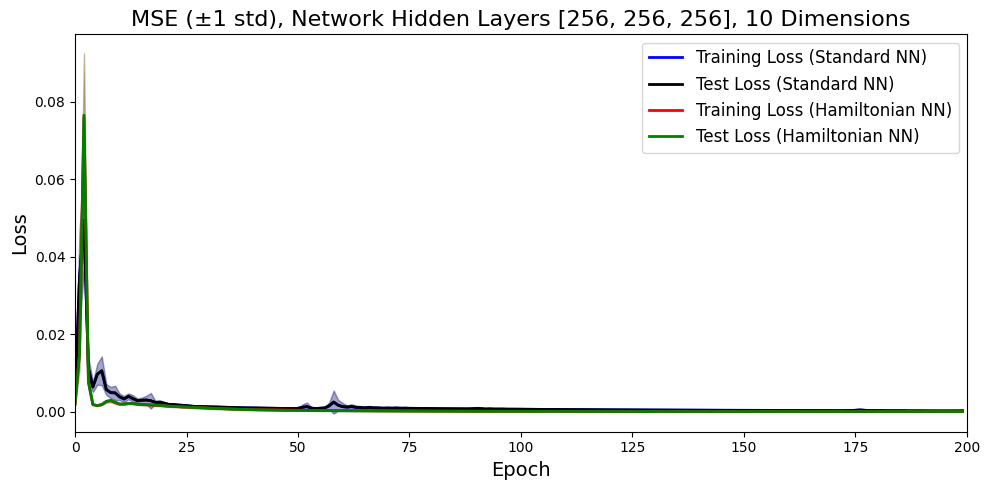 MSE (±1 std), Network Hidden Layers [256, 256, 256], 10 Dimensions
Training Loss (Standard NN)
Test Loss (Standard NN)
Training Loss (Hamiltonian NN)
Test Loss (Hamiltonian NN)
Loss
0.08
0.06
0.04
0.02
0.00
0 25 50 75 100 125 150 175 200
Epoch